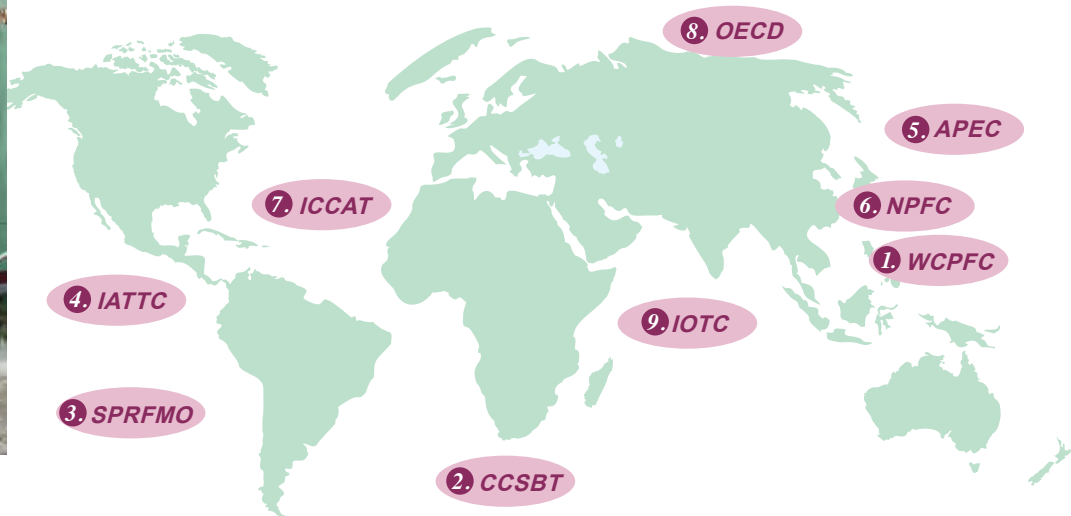 8. OECD
5. APEC
7. ICCAT
6. NPFC
1. WCPFC
4. IATTC
9. IOTC
3. SPRFMO
2. CCSBT